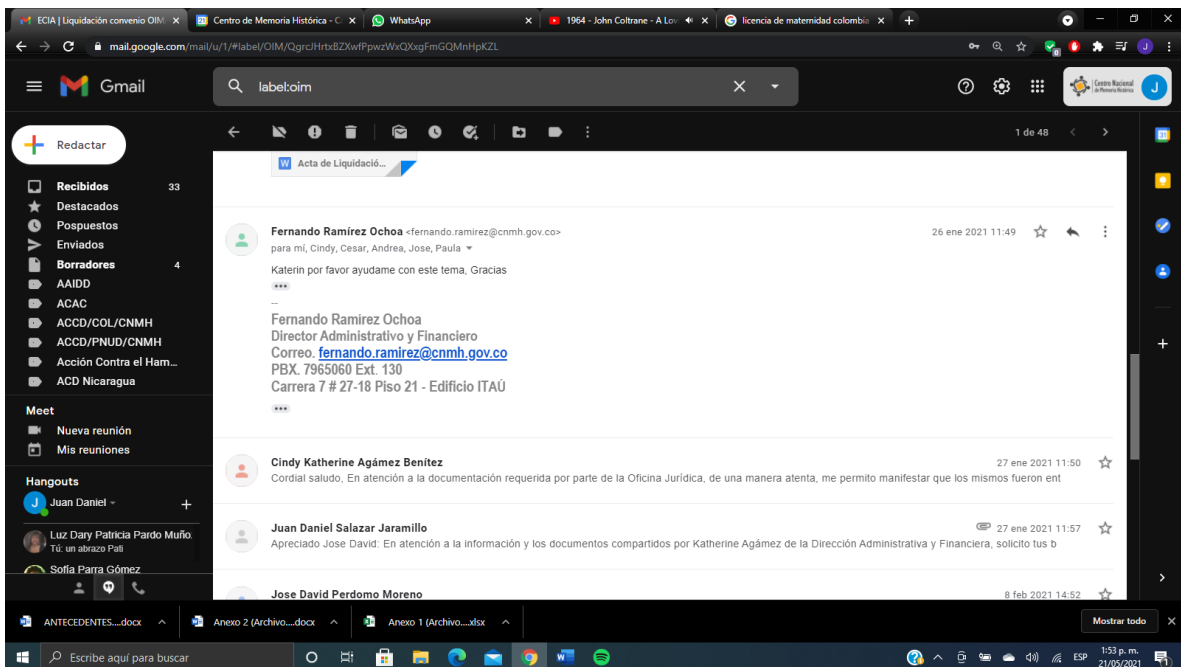 ECIA | Liquidación convenio OIM
Centro de Memoria Histórica - C
WhatsApp
1964 - John Coltrane - A Lov
licencia de maternidad colombia
mail.google.com/mail/u/1/#label/OIM/QgrcJHrtxBZXwfPpwzWxQXxgFmGQMnHpKZL
Gmail
label:oim
Centro Nacional
de Memoria Histórica
J
Redactar
1 de 48
Recibidos 33
Destacados
Pospuestos
Enviados
Borradores 4
AAIDD
ACAC
ACCD/COL/CNMH
ACCD/PNUD/CNMH
Acción Contra el Ham...
ACD Nicaragua
Meet
Nueva reunión
Mis reuniones
Hangouts
Juan Daniel
Luz Dary Patricia Pardo Muño
Tú: un abrazo Pati
Sofía Parra Gómez
Acta de Liquidació...
Fernando Ramírez Ochoa <fernando.ramirez@cnmh.gov.co> 26 ene 2021 11:49
para mí, Cindy, Cesar, Andrea, Jose, Paula
Katerin por favor ayudame con este tema, Gracias
--
Fernando Ramirez Ochoa
Director Administrativo y Financiero
Correo. fernando.ramirez@cnmh.gov.co
PBX. 7965060 Ext. 130
Carrera 7 # 27-18 Piso 21 - Edificio ITAÚ
Cindy Katherine Agámez Benítez 27 ene 2021 11:50
Cordial saludo, En atención a la documentación requerida por parte de la Oficina Jurídica, de una manera atenta, me permito manifestar que los mismos fueron ent
Juan Daniel Salazar Jaramillo 27 ene 2021 11:57
Apreciado Jose David: En atención a la información y los documentos compartidos por Katherine Agámez de la Dirección Administrativa y Financiera, solicito tus b
Jose David Perdomo Moreno 8 feb 2021 14:52
ANTECEDENTES....docx
Anexo 2 (Archivo....docx
Anexo 1 (Archivo....xlsx
Mostrar todo
Escribe aquí para buscar
ESP
1:53 p. m.
21/05/2021